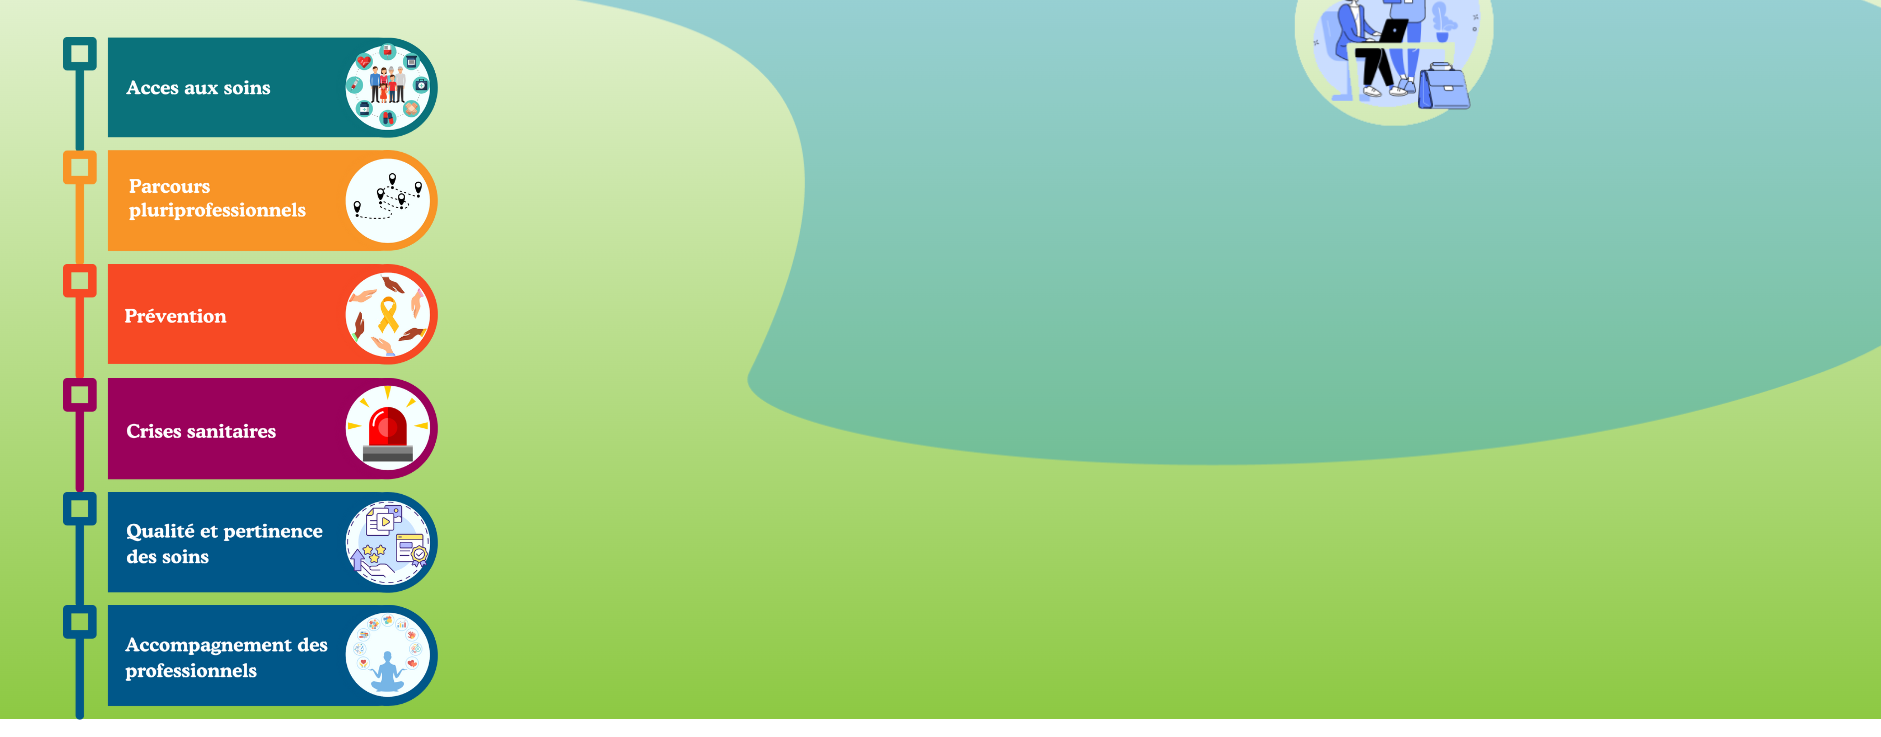 Acces aux soins
Parcours
pluriprofessionnels
Prévention
Crises sanitaires
Qualité et pertinence
des soins
Accompagnement des
professionnels